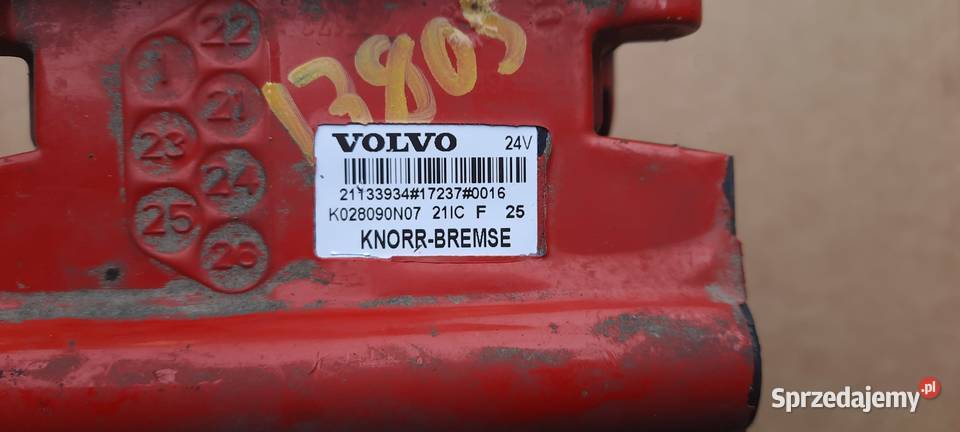 22
1
21
23
24
25
26
13805
VOLVO 24V
21133934#17237#0016
K028090N07 21IC F 25
KNORR-BREMSE
Sprzedajemy.pl